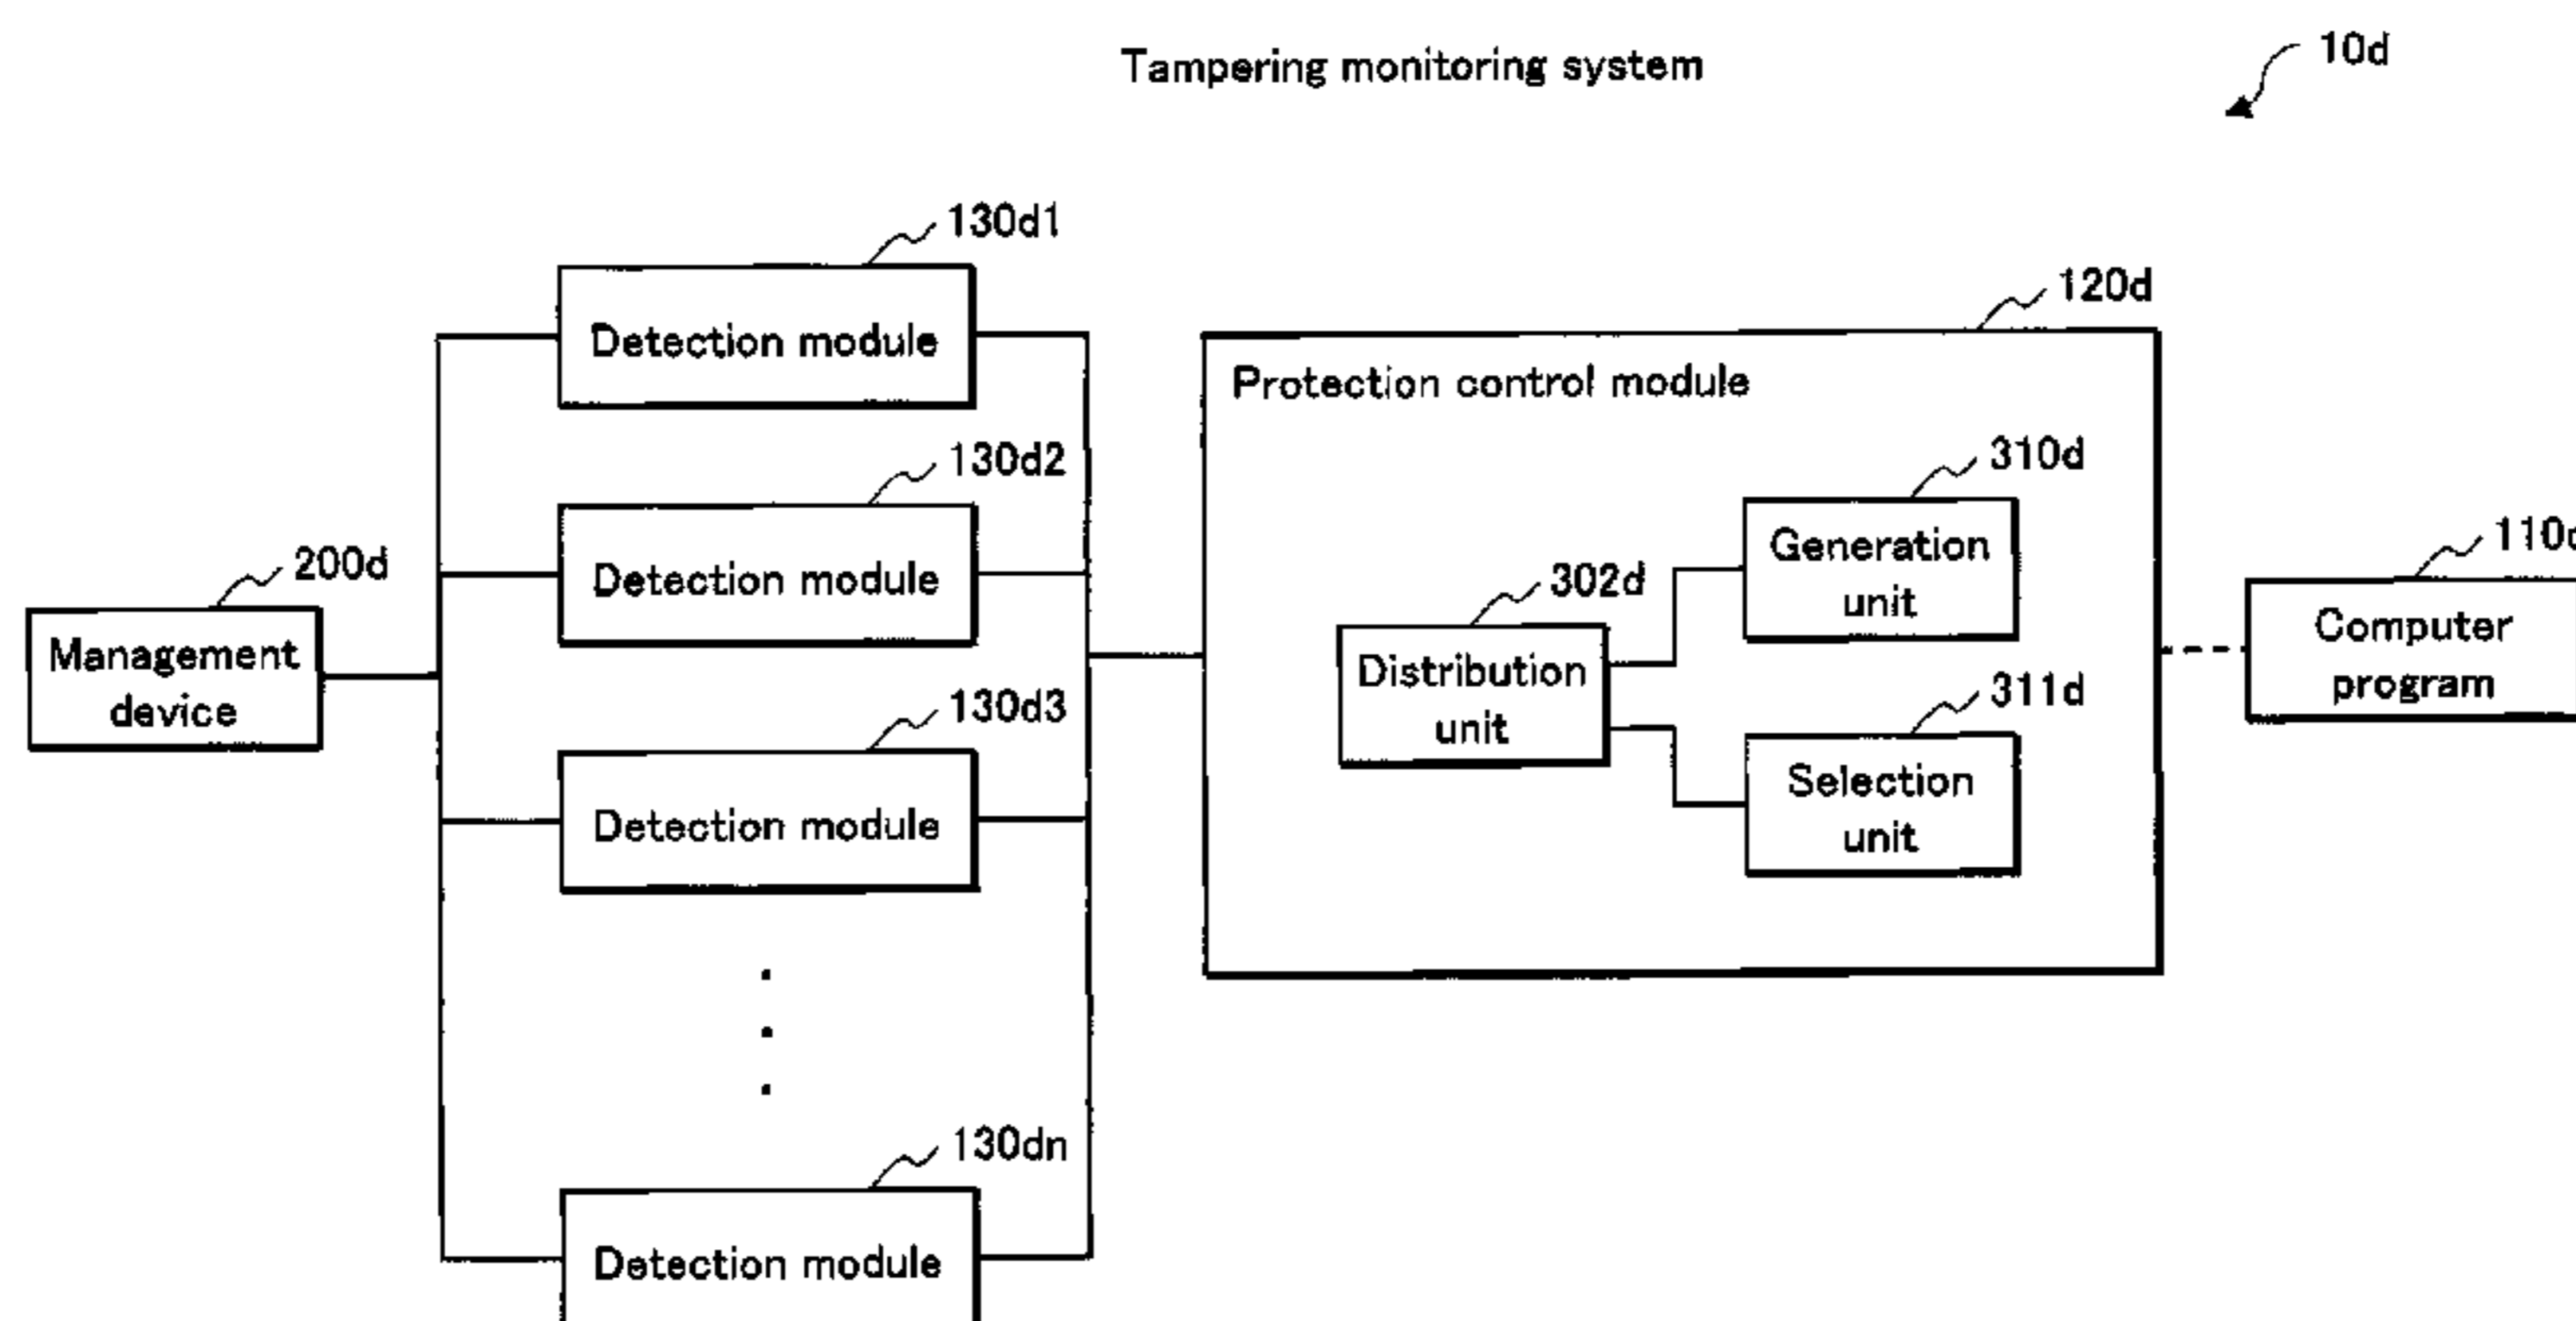 Tampering monitoring system
10d
130d1
Detection module
120d
Protection control module
130d2
Detection module
310d
Generation
unit
200d
Management
device
302d
Distribution
unit
110
Computer
program
130d3
Detection module
311d
Selection
unit
.
.
.
130dn
Detection module